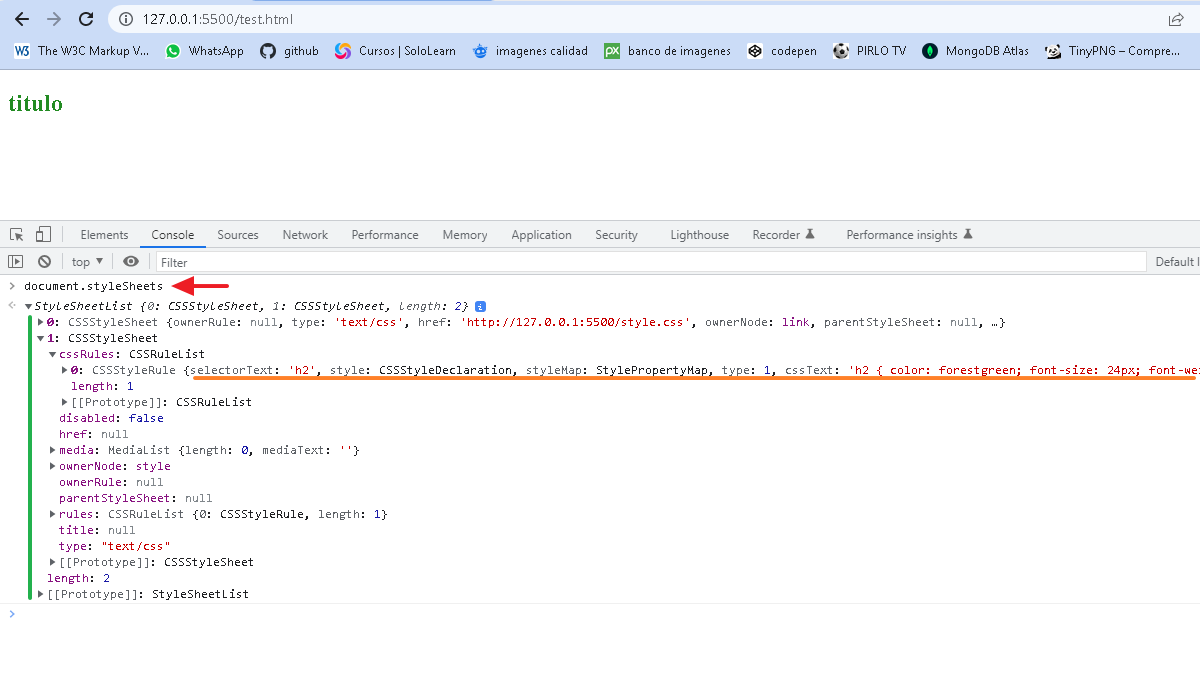 127.0.0.1:5500/test.html
The W3C Markup V... WhatsApp github Cursos | SoloLearn imagenes calidad banco de imagenes codepen PIRLO TV MongoDB Atlas TinyPNG – Compre...
titulo
Elements Console Sources Network Performance Memory Application Security Lighthouse Recorder Performance insights
top ▼ Filter Default l
> document.styleSheets
<· ▼StyleSheetList {0: CSSStyleSheet, 1: CSSStyleSheet, length: 2} i
▶0: CSSStyleSheet {ownerRule: null, type: 'text/css', href: 'http://127.0.0.1:5500/style.css', ownerNode: link, parentStyleSheet: null, …}
▼1: CSSStyleSheet
▼cssRules: CSSRuleList
▶0: CSSStyleRule {selectorText: 'h2', style: CSSStyleDeclaration, styleMap: StylePropertyMap, type: 1, cssText: 'h2 { color: forestgreen; font-size: 24px; font-wei
length: 1
▶[[Prototype]]: CSSRuleList
disabled: false
href: null
▶media: MediaList {length: 0, mediaText: ''}
▶ownerNode: style
ownerRule: null
parentStyleSheet: null
▶rules: CSSRuleList {0: CSSStyleRule, length: 1}
title: null
type: "text/css"
▶[[Prototype]]: CSSStyleSheet
length: 2
▶[[Prototype]]: StyleSheetList
>